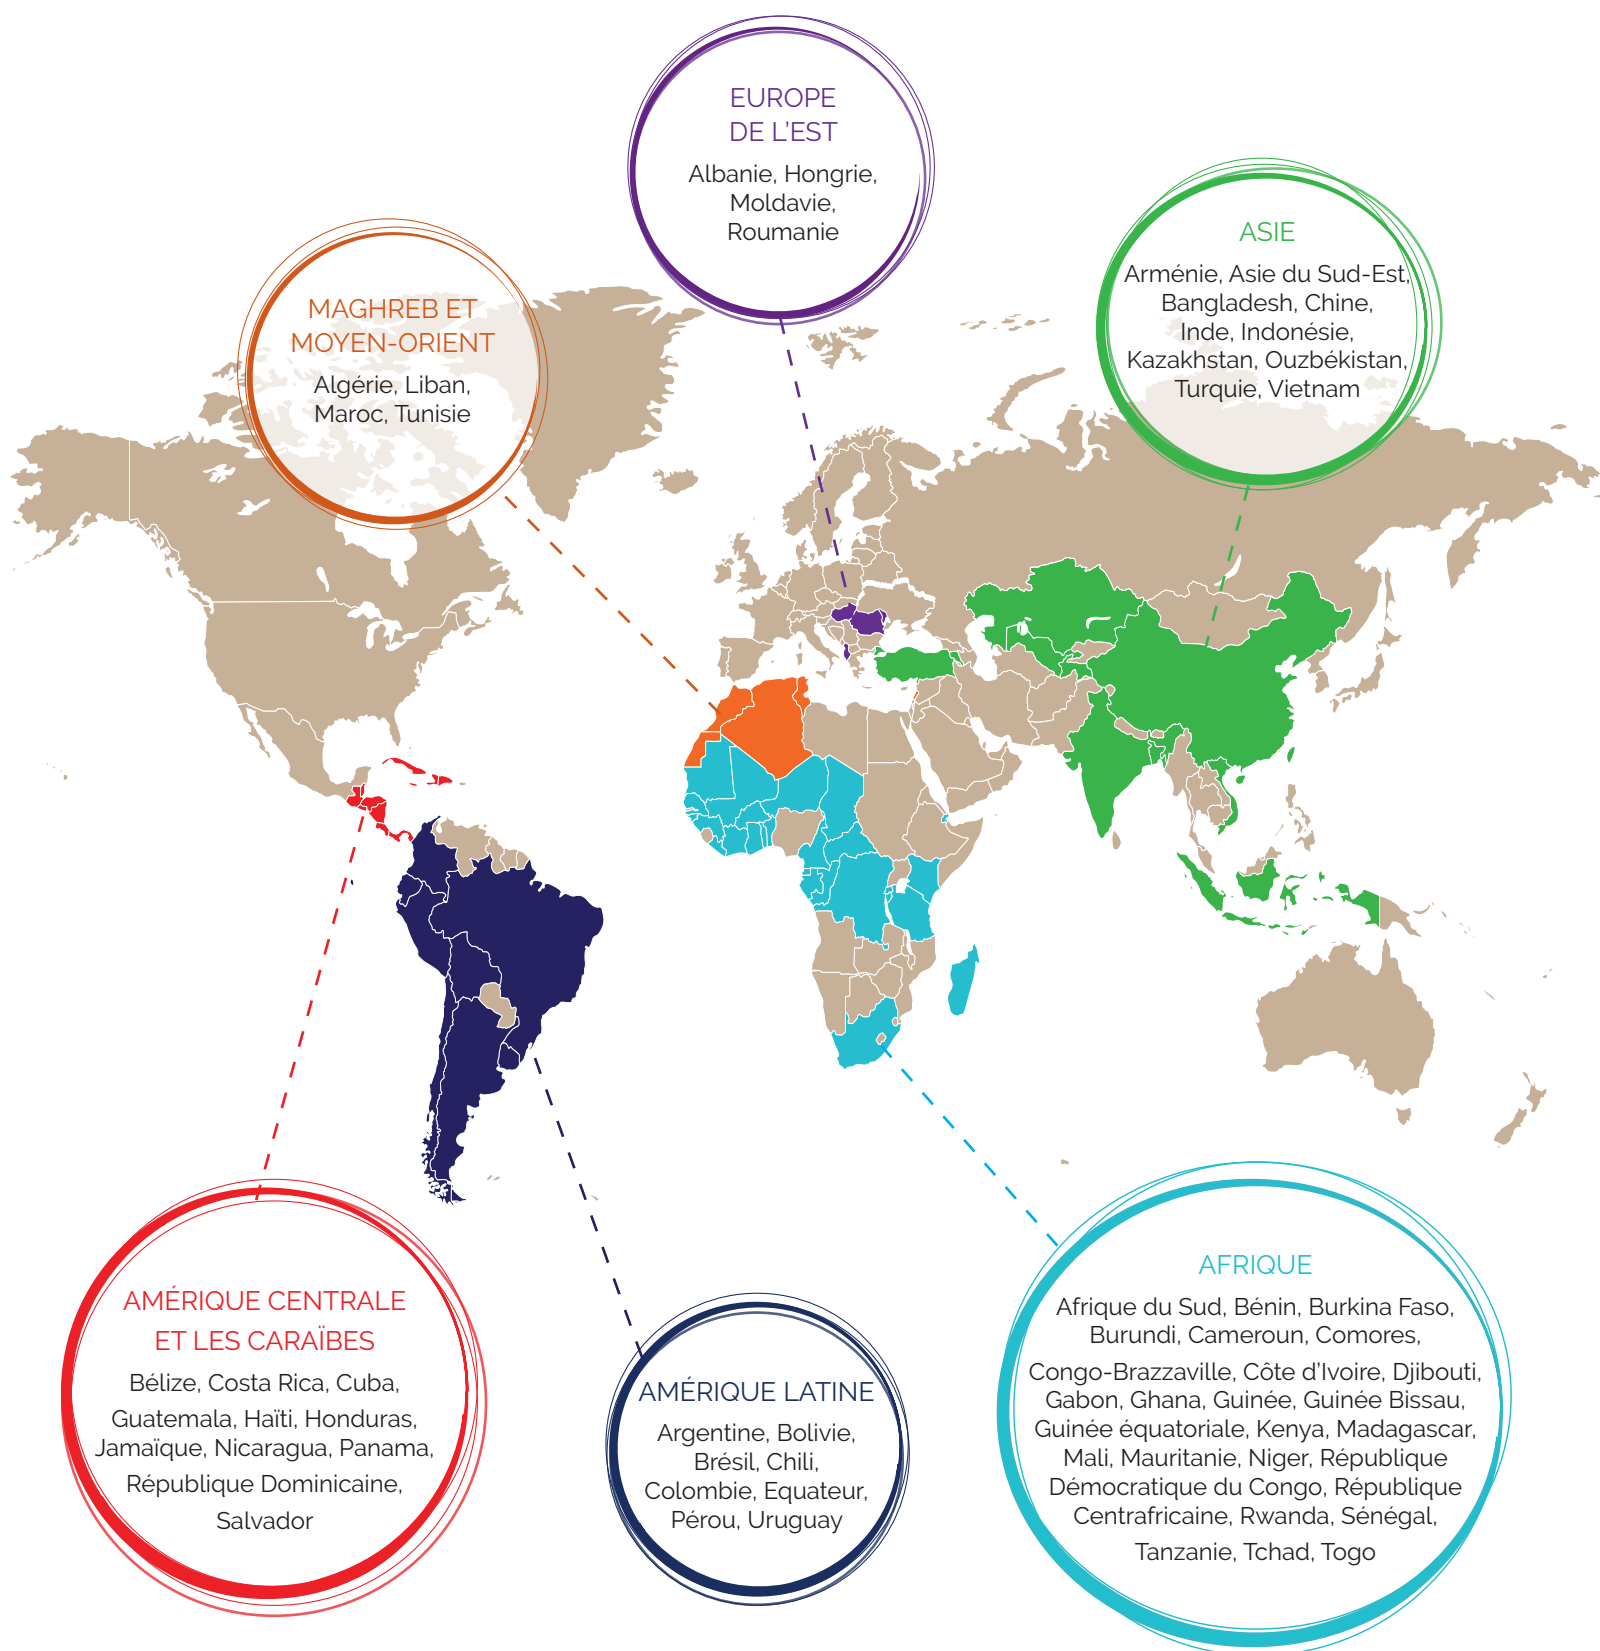 EUROPE
DE L'EST
Albanie, Hongrie,
Moldavie,
Roumanie
ASIE
Arménie, Asie du Sud-Est,
Bangladesh, Chine,
Inde, Indonésie,
Kazakhstan, Ouzbékistan,
Turquie, Vietnam
MAGHREB ET
MOYEN-ORIENT
Algérie, Liban,
Maroc, Tunisie
AMÉRIQUE CENTRALE
ET LES CARAÏBES
Bélize, Costa Rica, Cuba,
Guatemala, Haïti, Honduras,
Jamaïque, Nicaragua, Panama,
République Dominicaine,
Salvador
AMÉRIQUE LATINE
Argentine, Bolivie,
Brésil, Chili,
Colombie, Equateur,
Pérou, Uruguay
AFRIQUE
Afrique du Sud, Bénin, Burkina Faso,
Burundi, Cameroun, Comores,
Congo-Brazzaville, Côte d'Ivoire, Djibouti,
Gabon, Ghana, Guinée, Guinée Bissau,
Guinée équatoriale, Kenya, Madagascar,
Mali, Mauritanie, Niger, République
Démocratique du Congo, République
Centrafricaine, Rwanda, Sénégal,
Tanzanie, Tchad, Togo